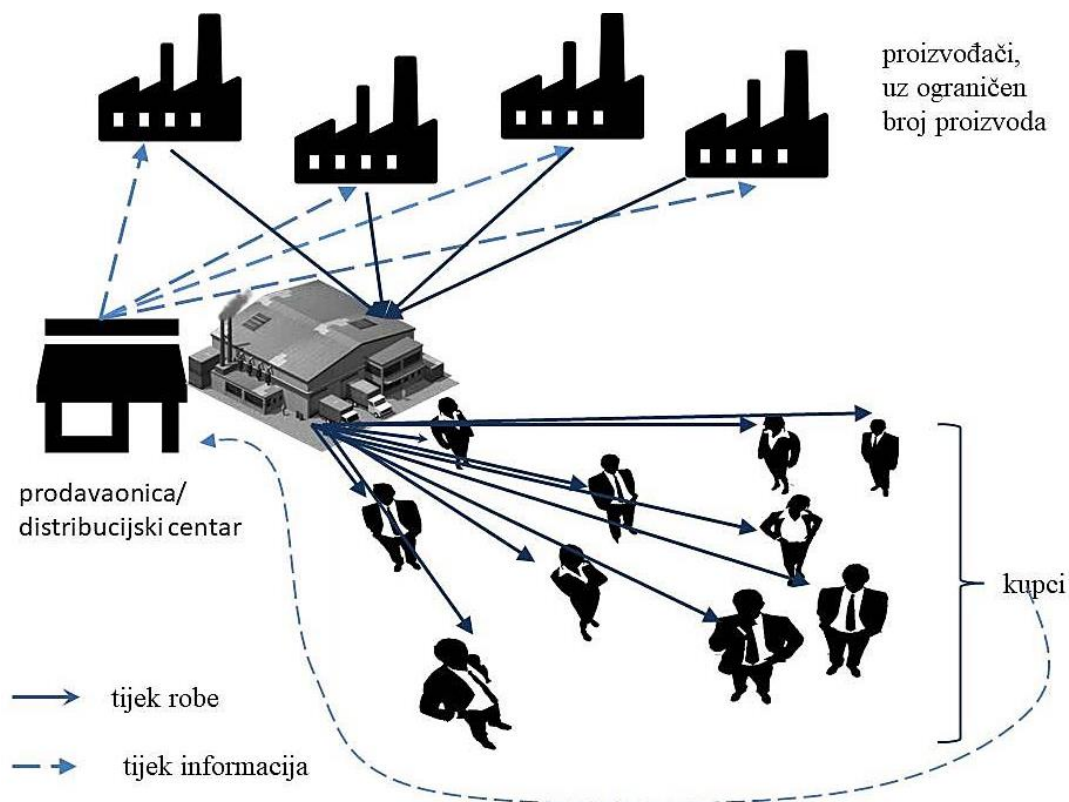 proizvođači,
uz ograničen
broj proizvoda
prodavaonica/
distribucijski centar
kupci
tijek robe
tijek informacija